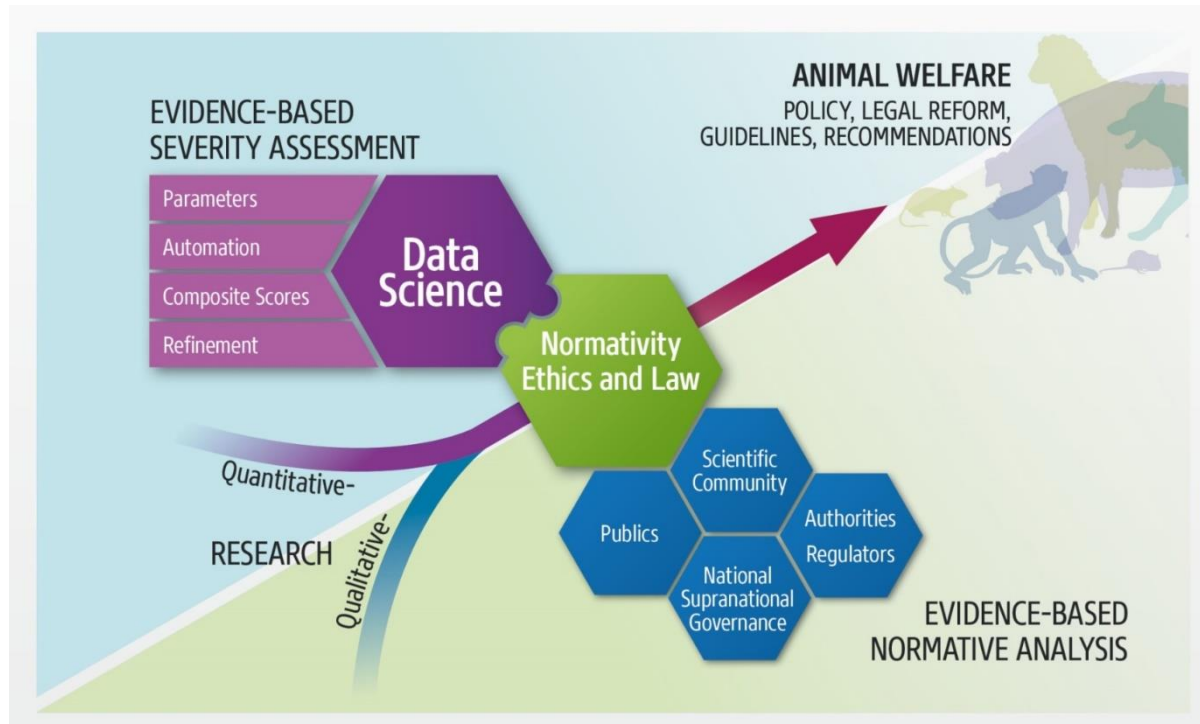 ANIMAL WELFARE
POLICY, LEGAL REFORM,
GUIDELINES, RECOMMENDATIONS
EVIDENCE-BASED
SEVERITY ASSESSMENT
Parameters
Automation
Composite Scores
Refinement
Data
Science
Normativity
Ethics and Law
Quantitative-
RESEARCH
Qualitative-
Scientific
Community
Publics
Authorities
Regulators
National
Supranational
Governance
EVIDENCE-BASED
NORMATIVE ANALYSIS